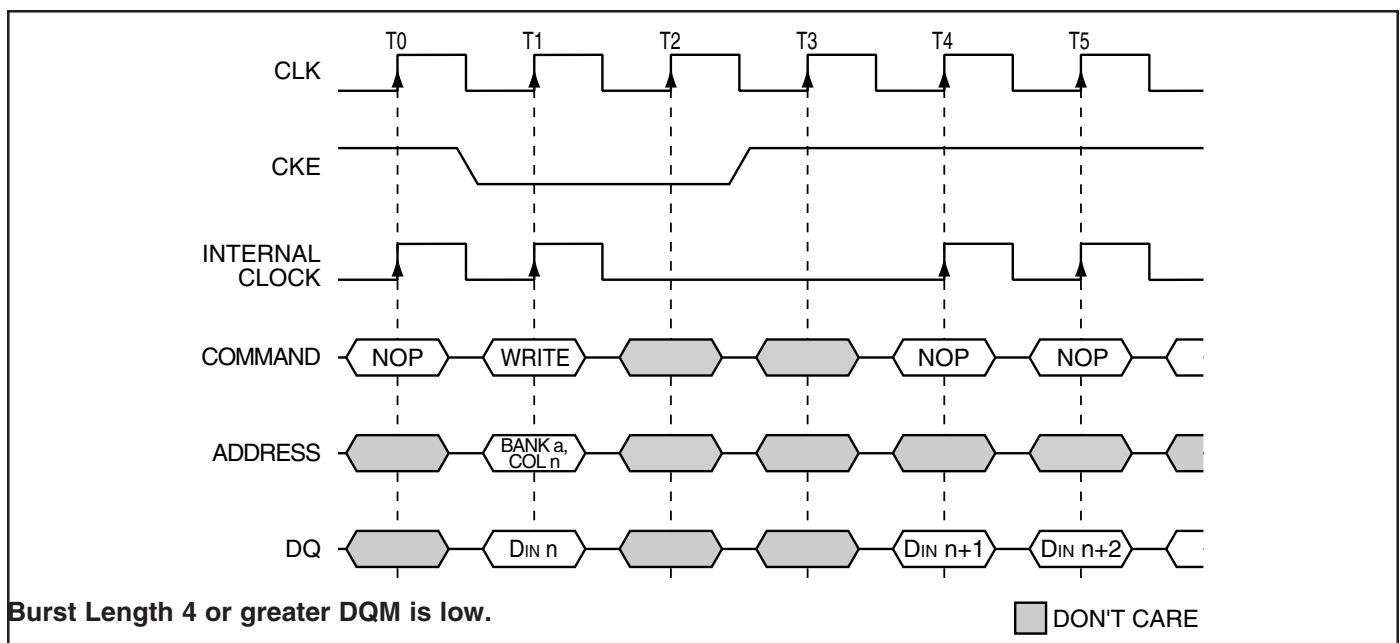 T0 T1 T2 T3 T4 T5
CLK
CKE
INTERNAL
CLOCK
COMMAND NOP WRITE NOP NOP
ADDRESS BANK a,
COL n
DQ DIN n DIN n+1 DIN n+2
Burst Length 4 or greater DQM is low. DON'T CARE